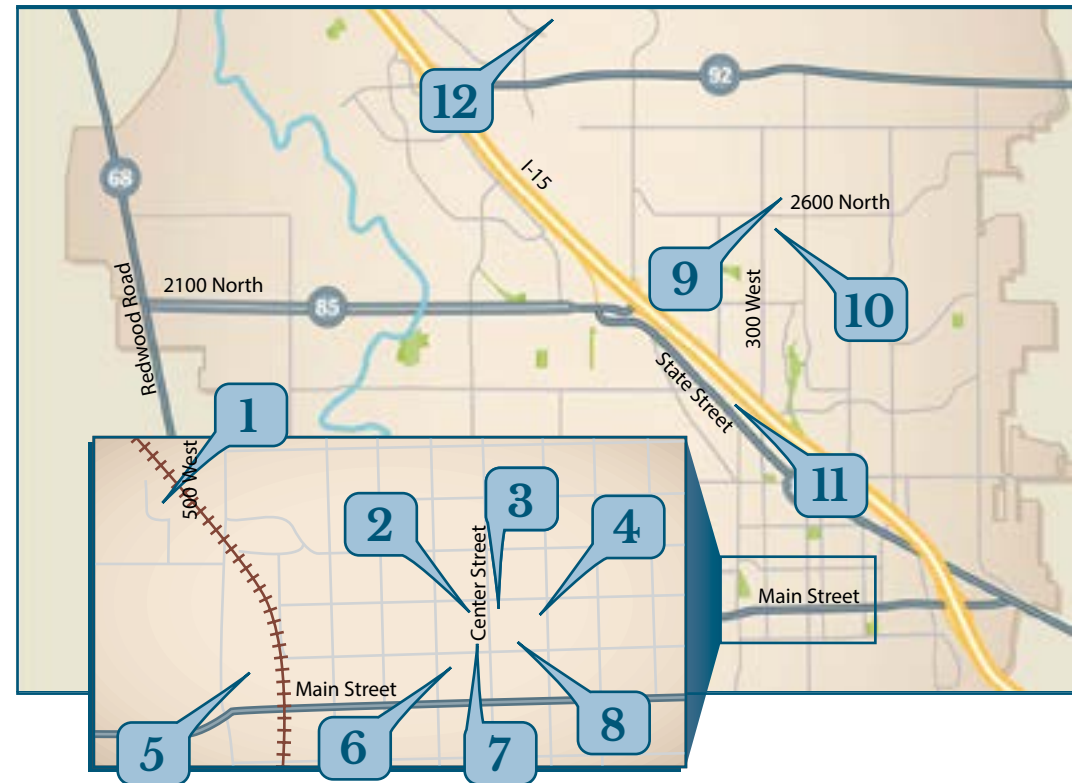 12
92
68
I-15
2600 North
9
10
300 West
2100 North
85
Redwood Road
State Street
11
1
500 West
2
3
4
Center Street
Main Street
Main Street
5
6
7
8